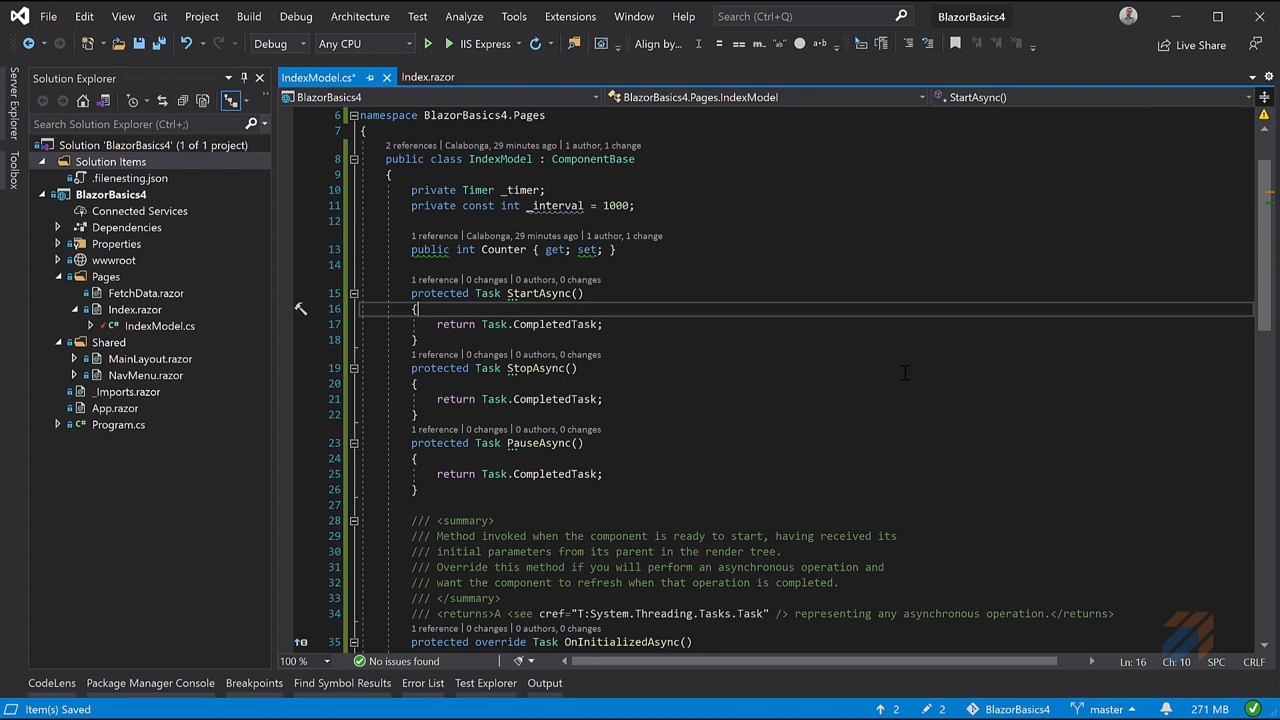 File Edit View Git Project Build Debug Architecture Test Analyze Tools Extensions Window Help Search (Ctrl+Q) BlazorBasics4
Debug Any CPU IIS Express Align by... Live Share
Server Explorer
Toolbox
Solution Explorer
Search Solution Explorer (Ctrl+;)
Solution 'BlazorBasics4' (1 of 1 project)
Solution Items
.filenesting.json
BlazorBasics4
Connected Services
Dependencies
Properties
wwwroot
Pages
FetchData.razor
Index.razor
IndexModel.cs
Shared
MainLayout.razor
NavMenu.razor
_Imports.razor
App.razor
Program.cs
IndexModel.cs* Index.razor
BlazorBasics4 BlazorBasics4.Pages.IndexModel StartAsync()
6 namespace BlazorBasics4.Pages
7 {
2 references | Calabonga, 29 minutes ago | 1 author, 1 change
8 public class IndexModel : ComponentBase
9 {
10 private Timer _timer;
11 private const int _interval = 1000;
12
1 reference | Calabonga, 29 minutes ago | 1 author, 1 change
13 public int Counter { get; set; }
14
1 reference | 0 changes | 0 authors, 0 changes
15 protected Task StartAsync()
16 {
17 return Task.CompletedTask;
18 }
1 reference | 0 changes | 0 authors, 0 changes
19 protected Task StopAsync()
20 {
21 return Task.CompletedTask;
22 }
1 reference | 0 changes | 0 authors, 0 changes
23 protected Task PauseAsync()
24 {
25 return Task.CompletedTask;
26 }
27
28 /// <summary>
29 /// Method invoked when the component is ready to start, having received its
30 /// initial parameters from its parent in the render tree.
31 /// Override this method if you will perform an asynchronous operation and
32 /// want the component to refresh when that operation is completed.
33 /// </summary>
34 /// <returns>A <see cref="T:System.Threading.Tasks.Task" /> representing any asynchronous operation.</returns>
1 reference | 0 changes | 0 authors, 0 changes
35 protected override Task OnInitializedAsync()
100 % No issues found Ln: 16 Ch: 10 SPC CRLF
CodeLens Package Manager Console Breakpoints Find Symbol Results Error List Test Explorer Output
Item(s) Saved 2 2 BlazorBasics4 master 271 MB